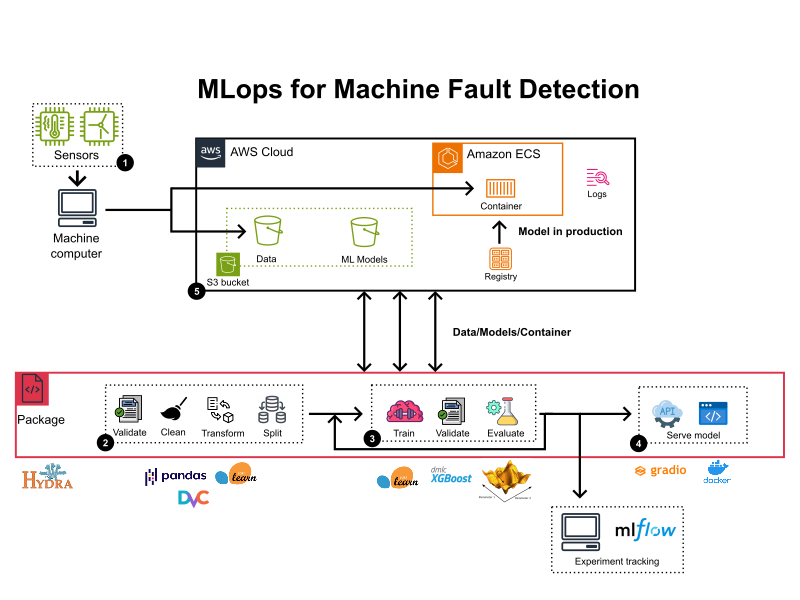 MLops for Machine Fault Detection
Sensors
1
Machine
computer
aws
AWS Cloud
Amazon ECS
Container
Logs
Model in production
Registry
Data
ML Models
S3 bucket
5
Data/Models/Container
Package
Validate
Clean
Transform
Split
2
Train
Validate
Evaluate
3
API
Serve model
4
HYDRA
pandas
learn
DVC
learn
dmlc
XGBoost
gradio
docker
mlflow
Experiment tracking